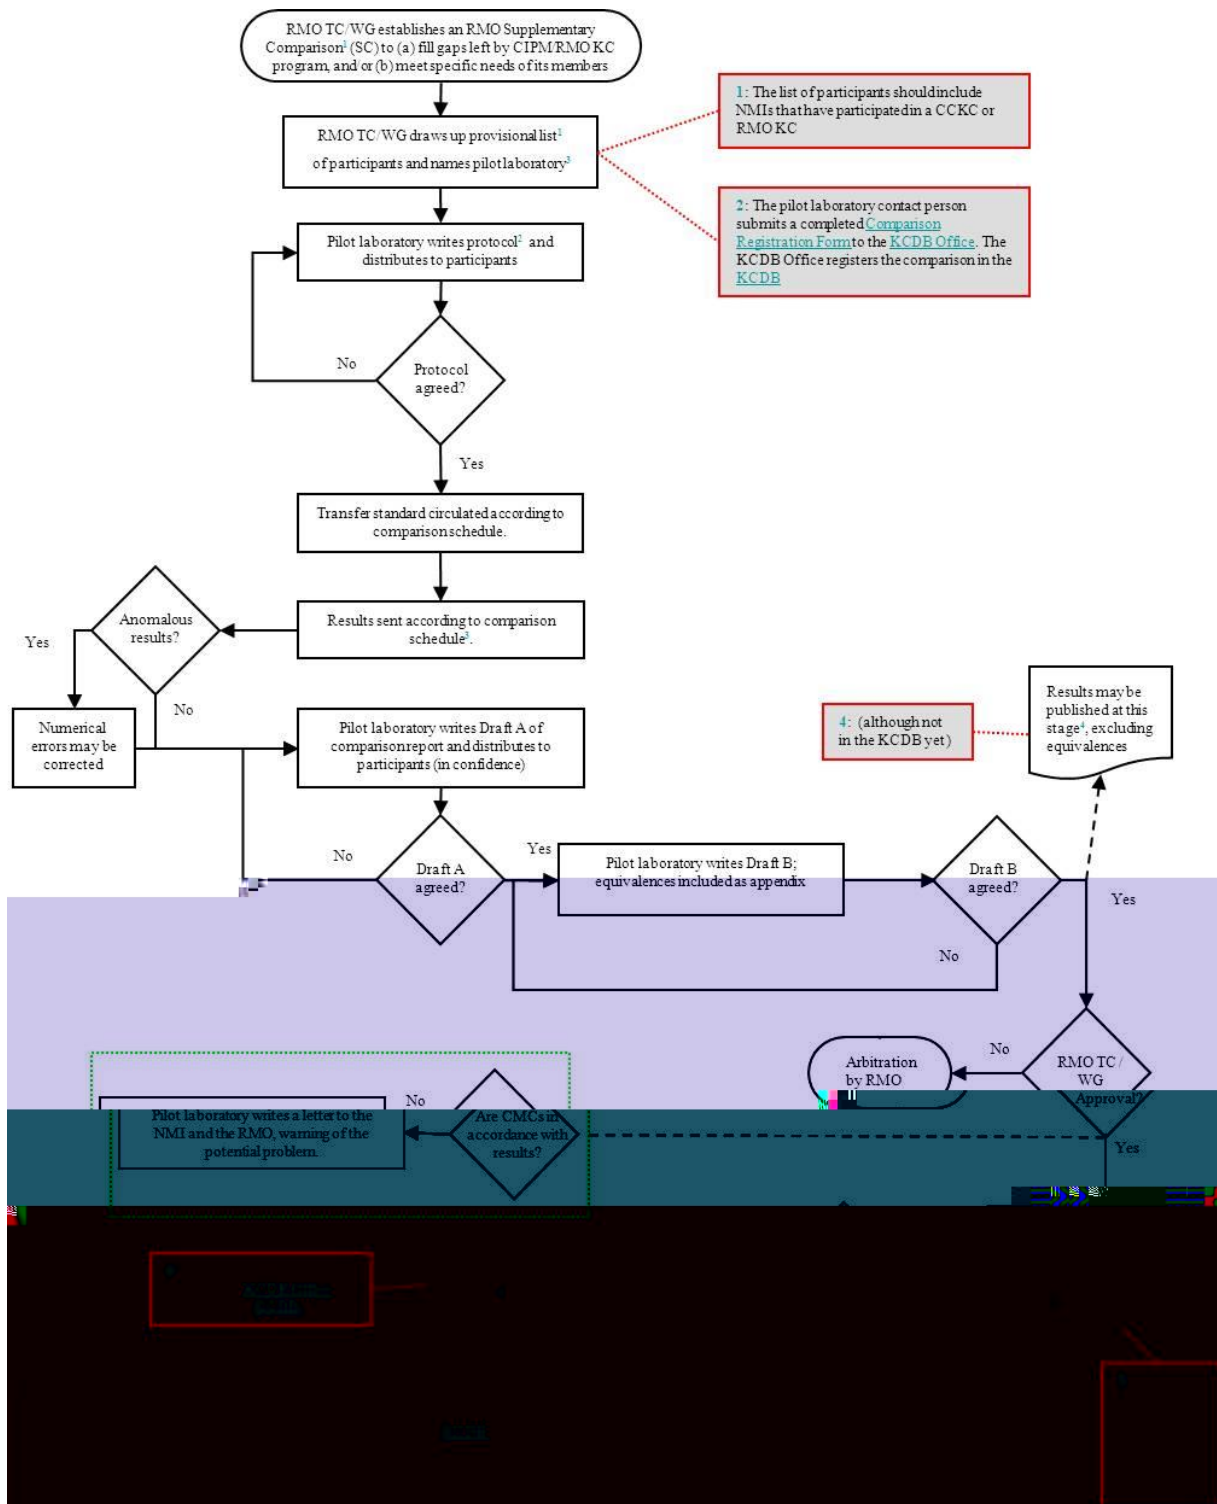 RMO TC/WG establishes an RMO Supplementary
Comparison¹ (SC) to (a) fill gaps left by CIPM/RMO KC
program, and/or (b) meet specific needs of its members
1: The list of participants should include
NMIs that have participated in a CCKC or
RMO KC
RMO TC/WG draws up provisional list¹
of participants and names pilot laboratory³
2: The pilot laboratory contact person
submits a completed Comparison
Registration Form to the KCDB Office. The
KCDB Office registers the comparison in the
KCDB
Pilot laboratory writes protocol² and
distributes to participants
No
Protocol
agreed?
Yes
Transfer standard circulated according to
comparison schedule.
Results sent according to comparison
schedule³.
Anomalous
results?
Yes
No
Numerical
errors may be
corrected
Pilot laboratory writes Draft A of
comparison report and distributes to
participants (in confidence)
4: (although not
in the KCDB yet)
Results may be
published at this
stage⁴, excluding
equivalences
No
Draft A
agreed?
Yes
Pilot laboratory writes Draft B;
equivalences included as appendix
Draft B
agreed?
Yes
No
Arbitration
by RMO
No
RMO TC /
WG
Approval?
Yes
Pilot laboratory writes a letter to the
NMI and the RMO, warning of the
potential problem.
No
Are CMCs in
accordance with
results?